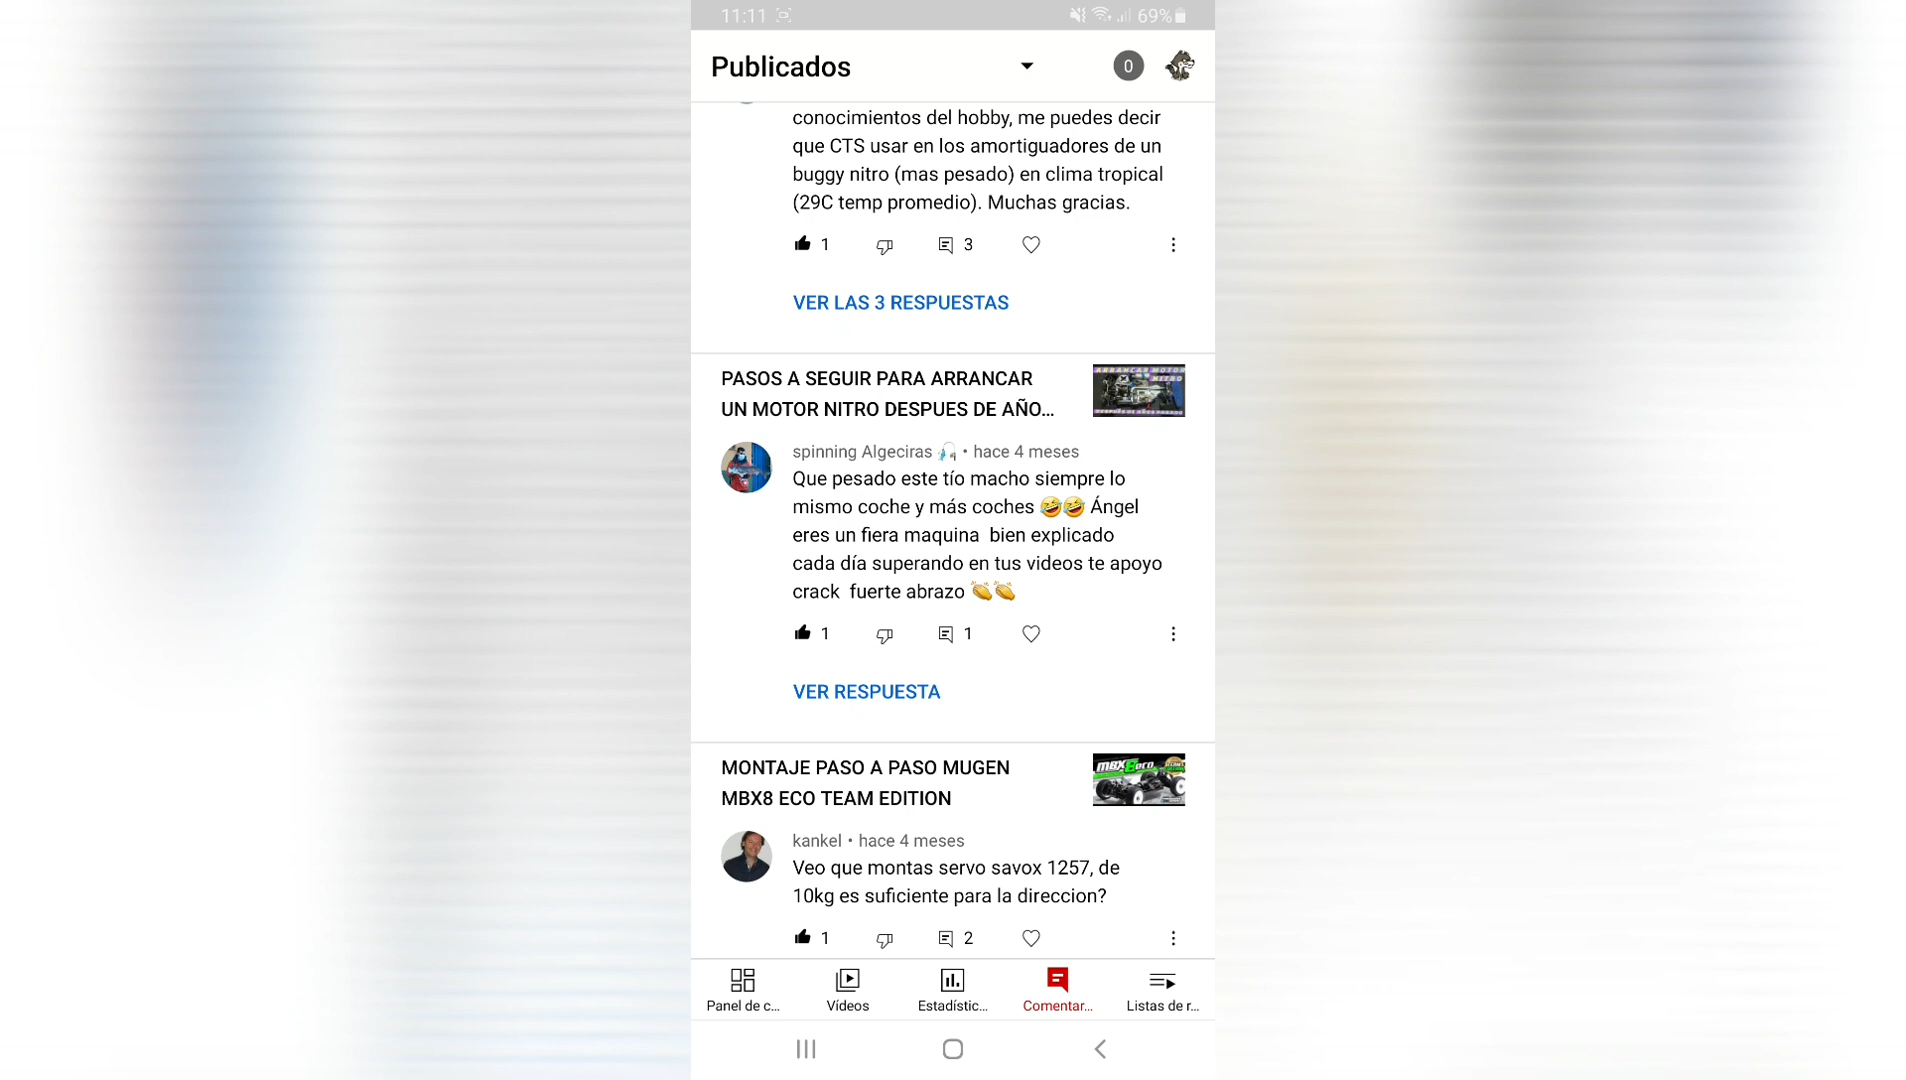 11:11
69%
Publicados
0
conocimientos del hobby, me puedes decir
que CTS usar en los amortiguadores de un
buggy nitro (mas pesado) en clima tropical
(29C temp promedio). Muchas gracias.
1
3
VER LAS 3 RESPUESTAS
PASOS A SEGUIR PARA ARRANCAR
UN MOTOR NITRO DESPUES DE AÑO...
ARRANCAR MOTOR
NITRO
spinning Algeciras 🎣 • hace 4 meses
Que pesado este tío macho siempre lo
mismo coche y más coches 🤣🤣 Ángel
eres un fiera maquina bien explicado
cada día superando en tus videos te apoyo
crack fuerte abrazo 👏👏
1
1
VER RESPUESTA
MONTAJE PASO A PASO MUGEN
MBX8 ECO TEAM EDITION
MBX8 eco
kankel • hace 4 meses
Veo que montas servo savox 1257, de
10kg es suficiente para la direccion?
1
2
Panel de c...
Vídeos
Estadístic...
Comentar...
Listas de r...